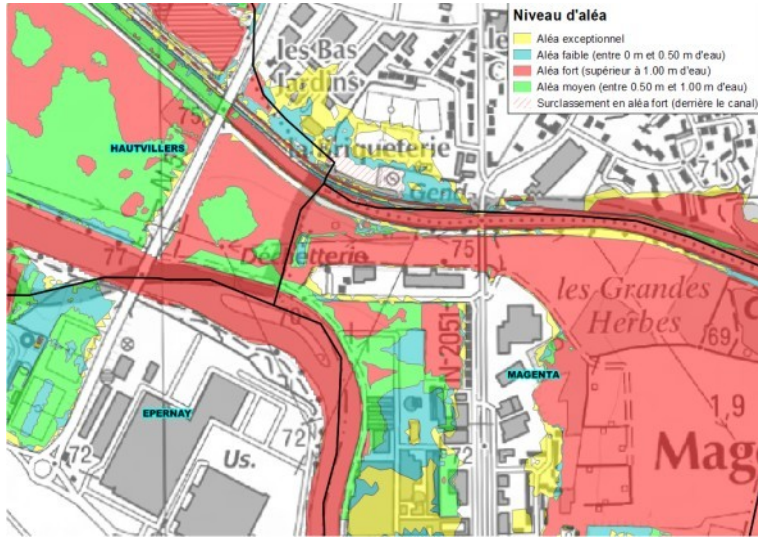 Niveau d'aléa
Aléa exceptionnel
Aléa faible (entre 0 m et 0.50 m d'eau)
Aléa fort (supérieur à 1.00 m d'eau)
Aléa moyen (entre 0.50 m et 1.00 m d'eau)
Surclassement en aléa fort (derrière le canal)
les Bas
Jardins
75
HAUTVILLERS
la Briqueterie
71
Gend
77
Déchetterie
75
les Grandes
Herbes
70
N 2051
69
MAGENTA
EPERNAY
1,9
72
Us.
72
72
Mag